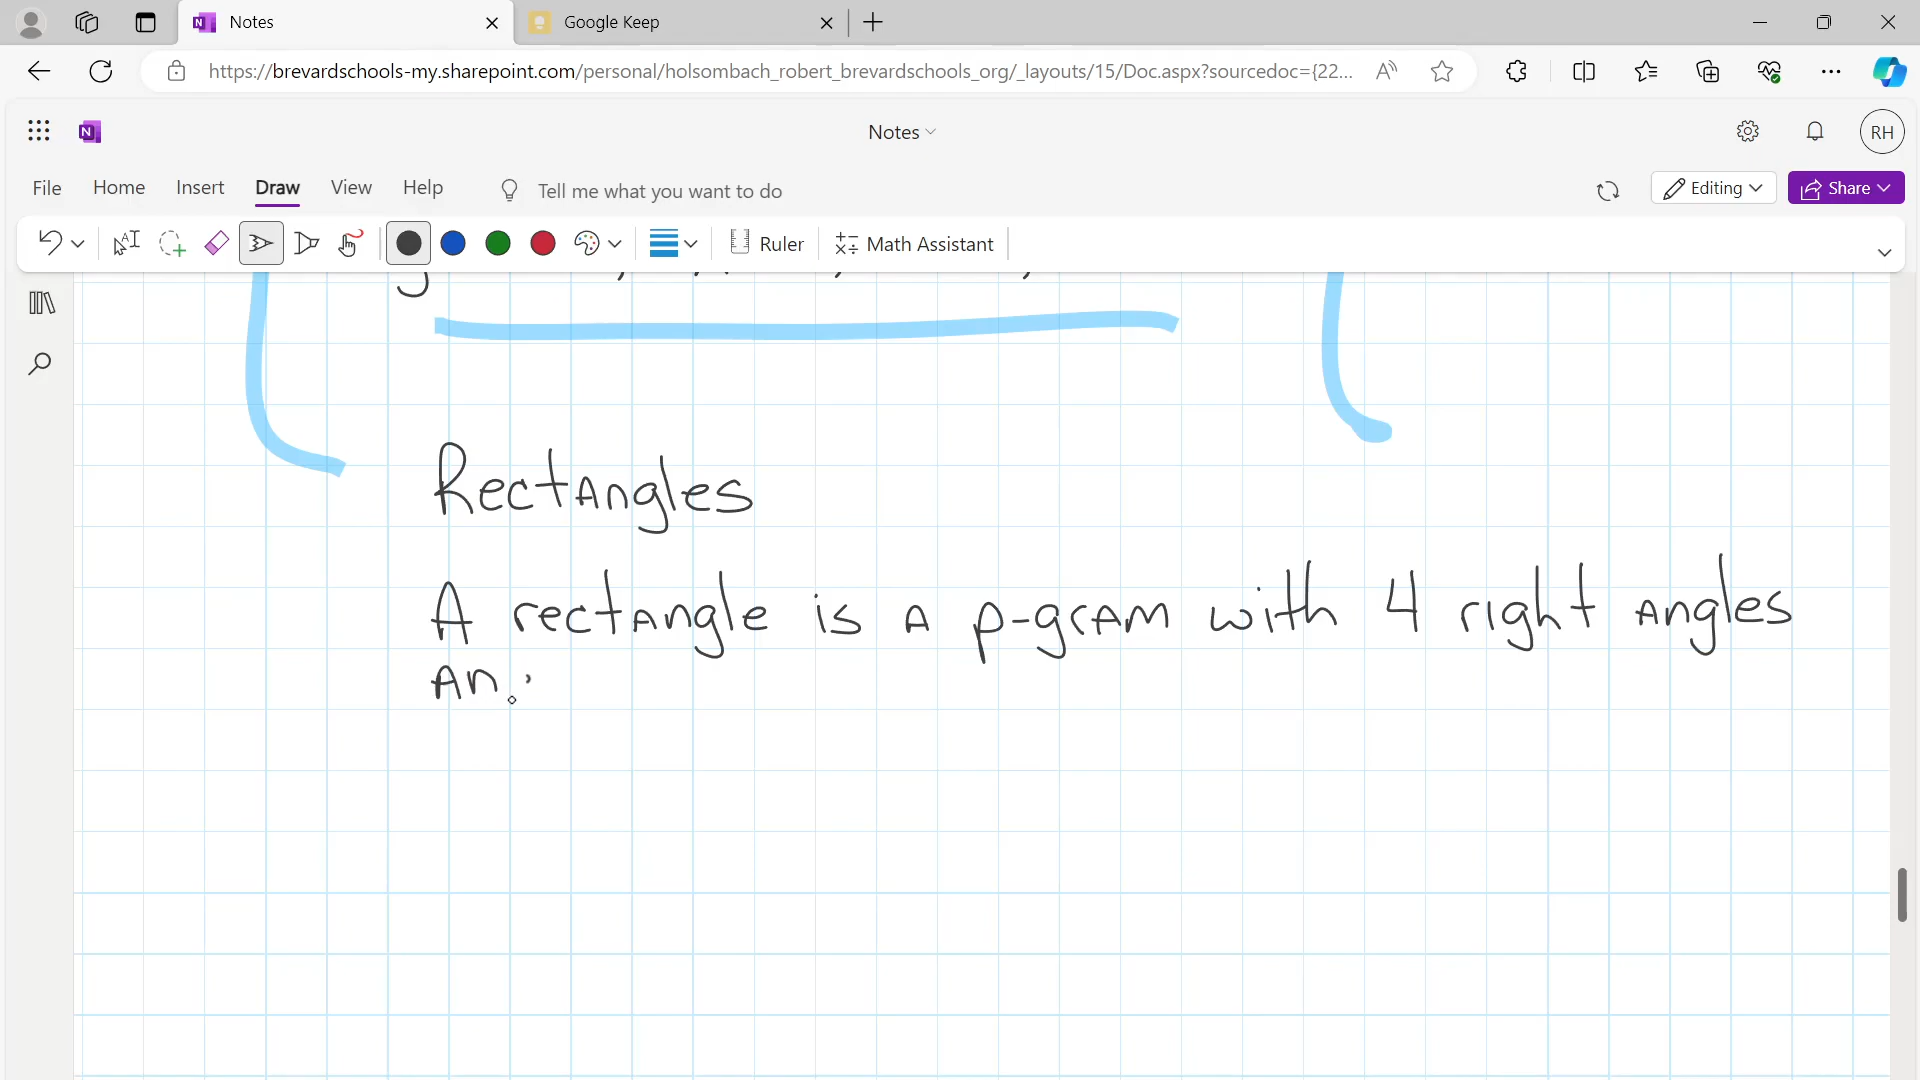 Notes
Google Keep
https://brevardschools-my.sharepoint.com/personal/holsombach_robert_brevardschools_org/_layouts/15/Doc.aspx?sourcedoc={22...
Notes
RH
File Home Insert Draw View Help Tell me what you want to do
Editing
Share
Ruler
Math Assistant
Rectangles
A rectangle is a p-gram with 4 right angles
an